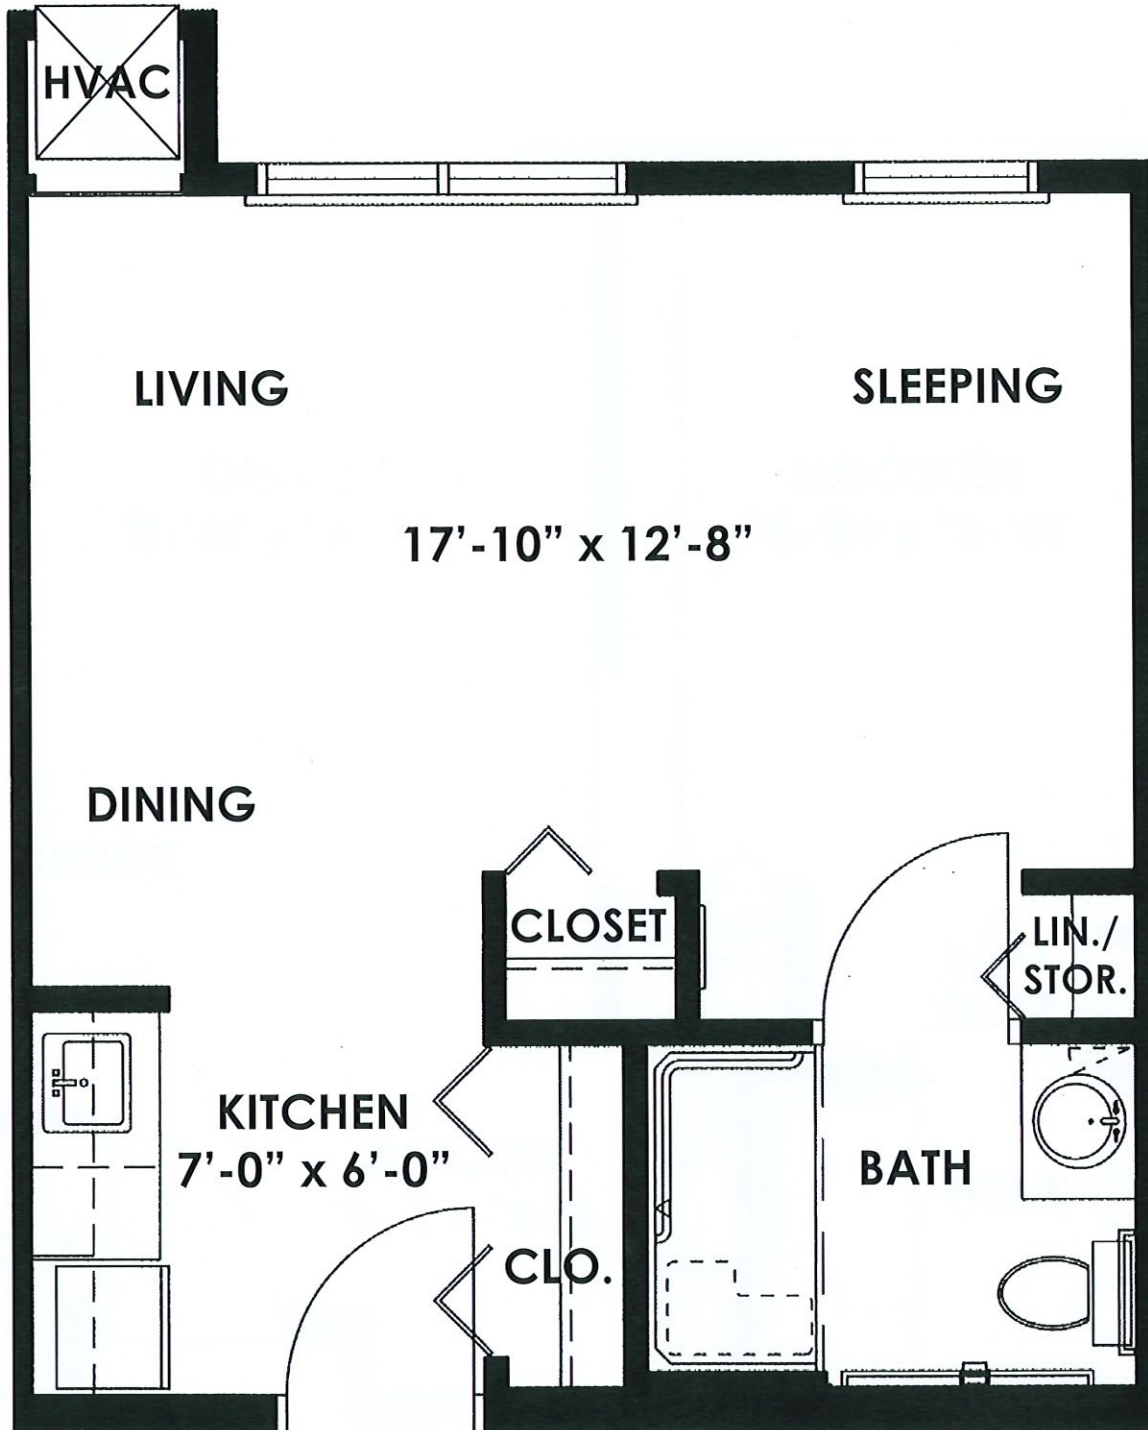 HVAC
LIVING
SLEEPING
17’-10” x 12’-8”
DINING
CLOSET
LIN./
STOR.
KITCHEN
7’-0” x 6’-0”
BATH
CLO.